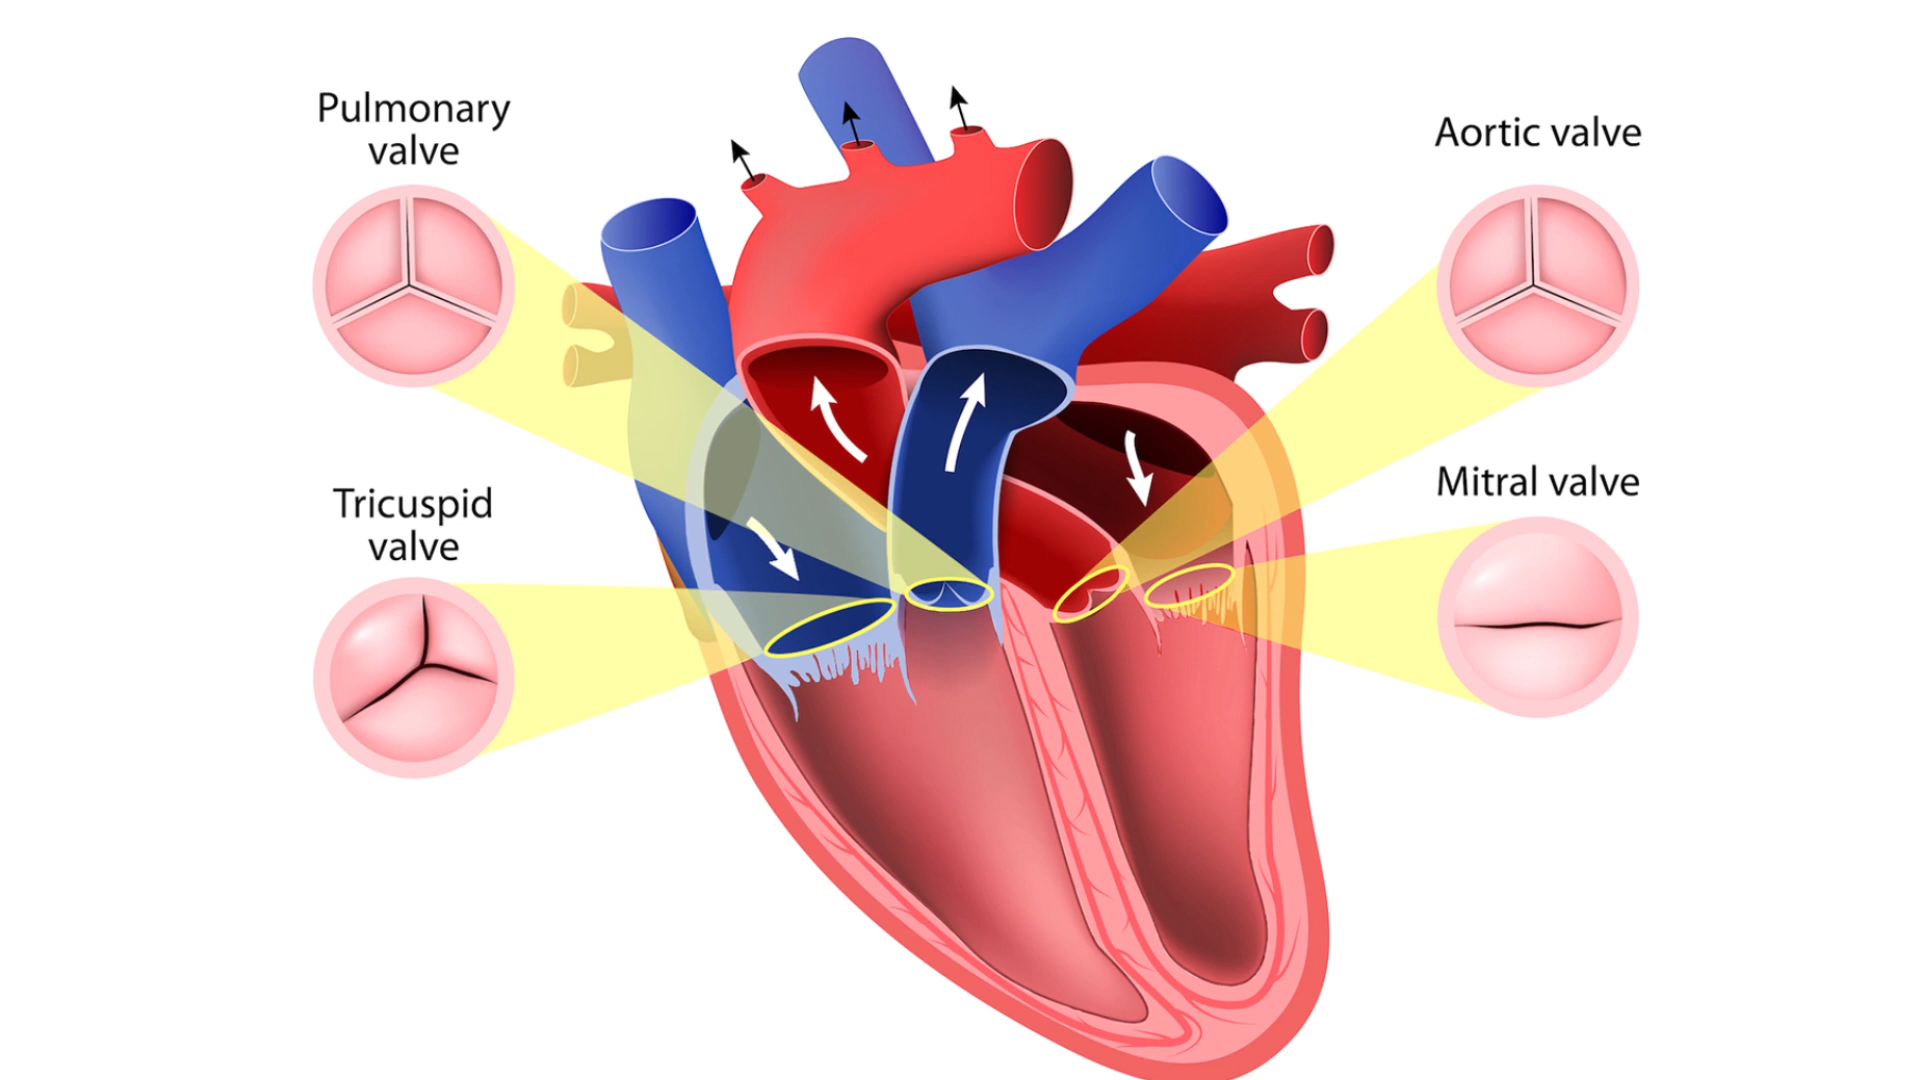 Pulmonary
valve
Aortic valve
Tricuspid
valve
Mitral valve